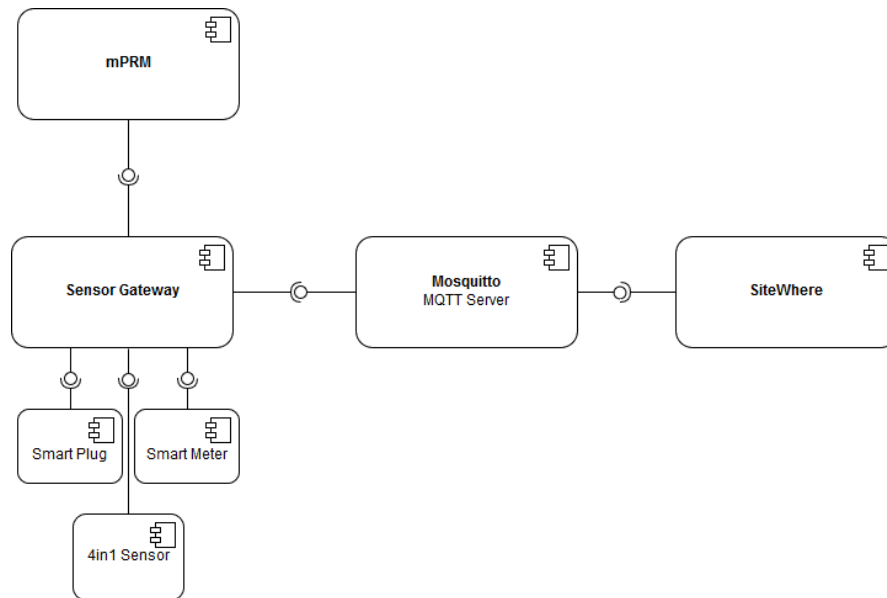 mPRM
Sensor Gateway
Mosquitto
MQTT Server
SiteWhere
Smart Plug
Smart Meter
4in1 Sensor